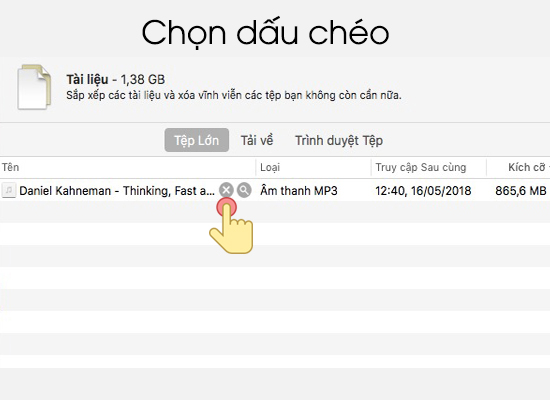 Chọn dấu chéo
Tài liệu - 1,38 GB
Sắp xếp các tài liệu và xóa vĩnh viễn các tệp bạn không còn cần nữa.
Tệp Lớn Tải về Trình duyệt Tệp
Tên Loại Truy cập Sau cùng Kích cỡ
Daniel Kahneman - Thinking, Fast a... Âm thanh MP3 12:40, 16/05/2018 865,6 MB